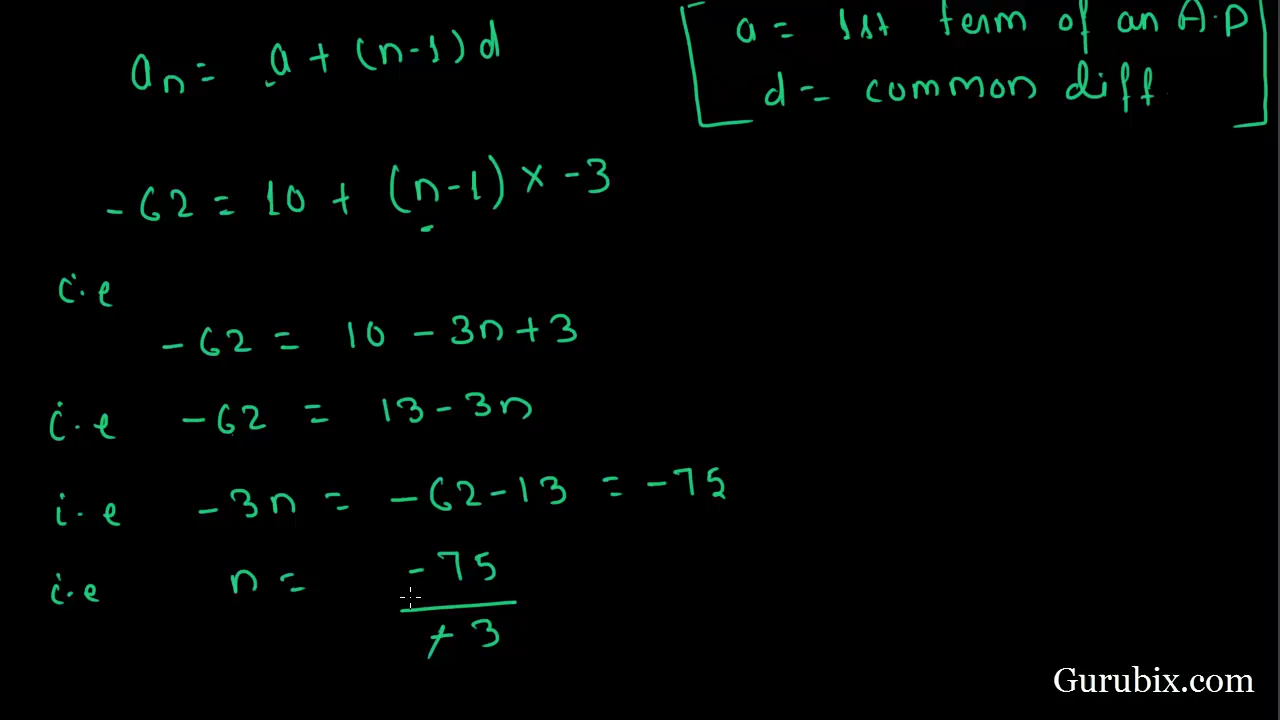 an = a + (n-1)d
a = 1st term of an A.P
d = common diff
-62 = 10 + (n-1) × -3
i.e
-62 = 10 - 3n + 3
i.e -62 = 13 - 3n
i.e -3n = -62 - 13 = -75
i.e n = -75
-3
Gurubix.com